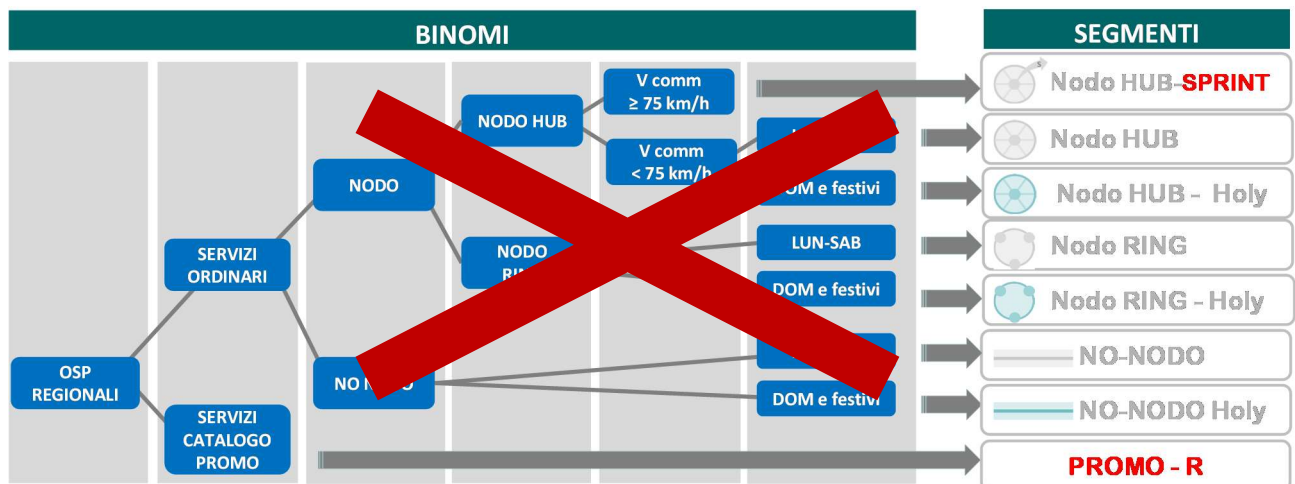 BINOMI
SEGMENTI
OSP
REGIONALI
SERVIZI
ORDINARI
SERVIZI
CATALOGO
PROMO
NODO
NO
NODO HUB
NODO
V comm
≥ 75 km/h
V comm
< 75 km/h
e festivi
LUN-SAB
DOM e festivi
DOM e festivi
Nodo HUB-SPRINT
Nodo HUB
Nodo HUB - Holy
Nodo RING
Nodo RING - Holy
NO-NODO
NO-NODO Holy
PROMO - R